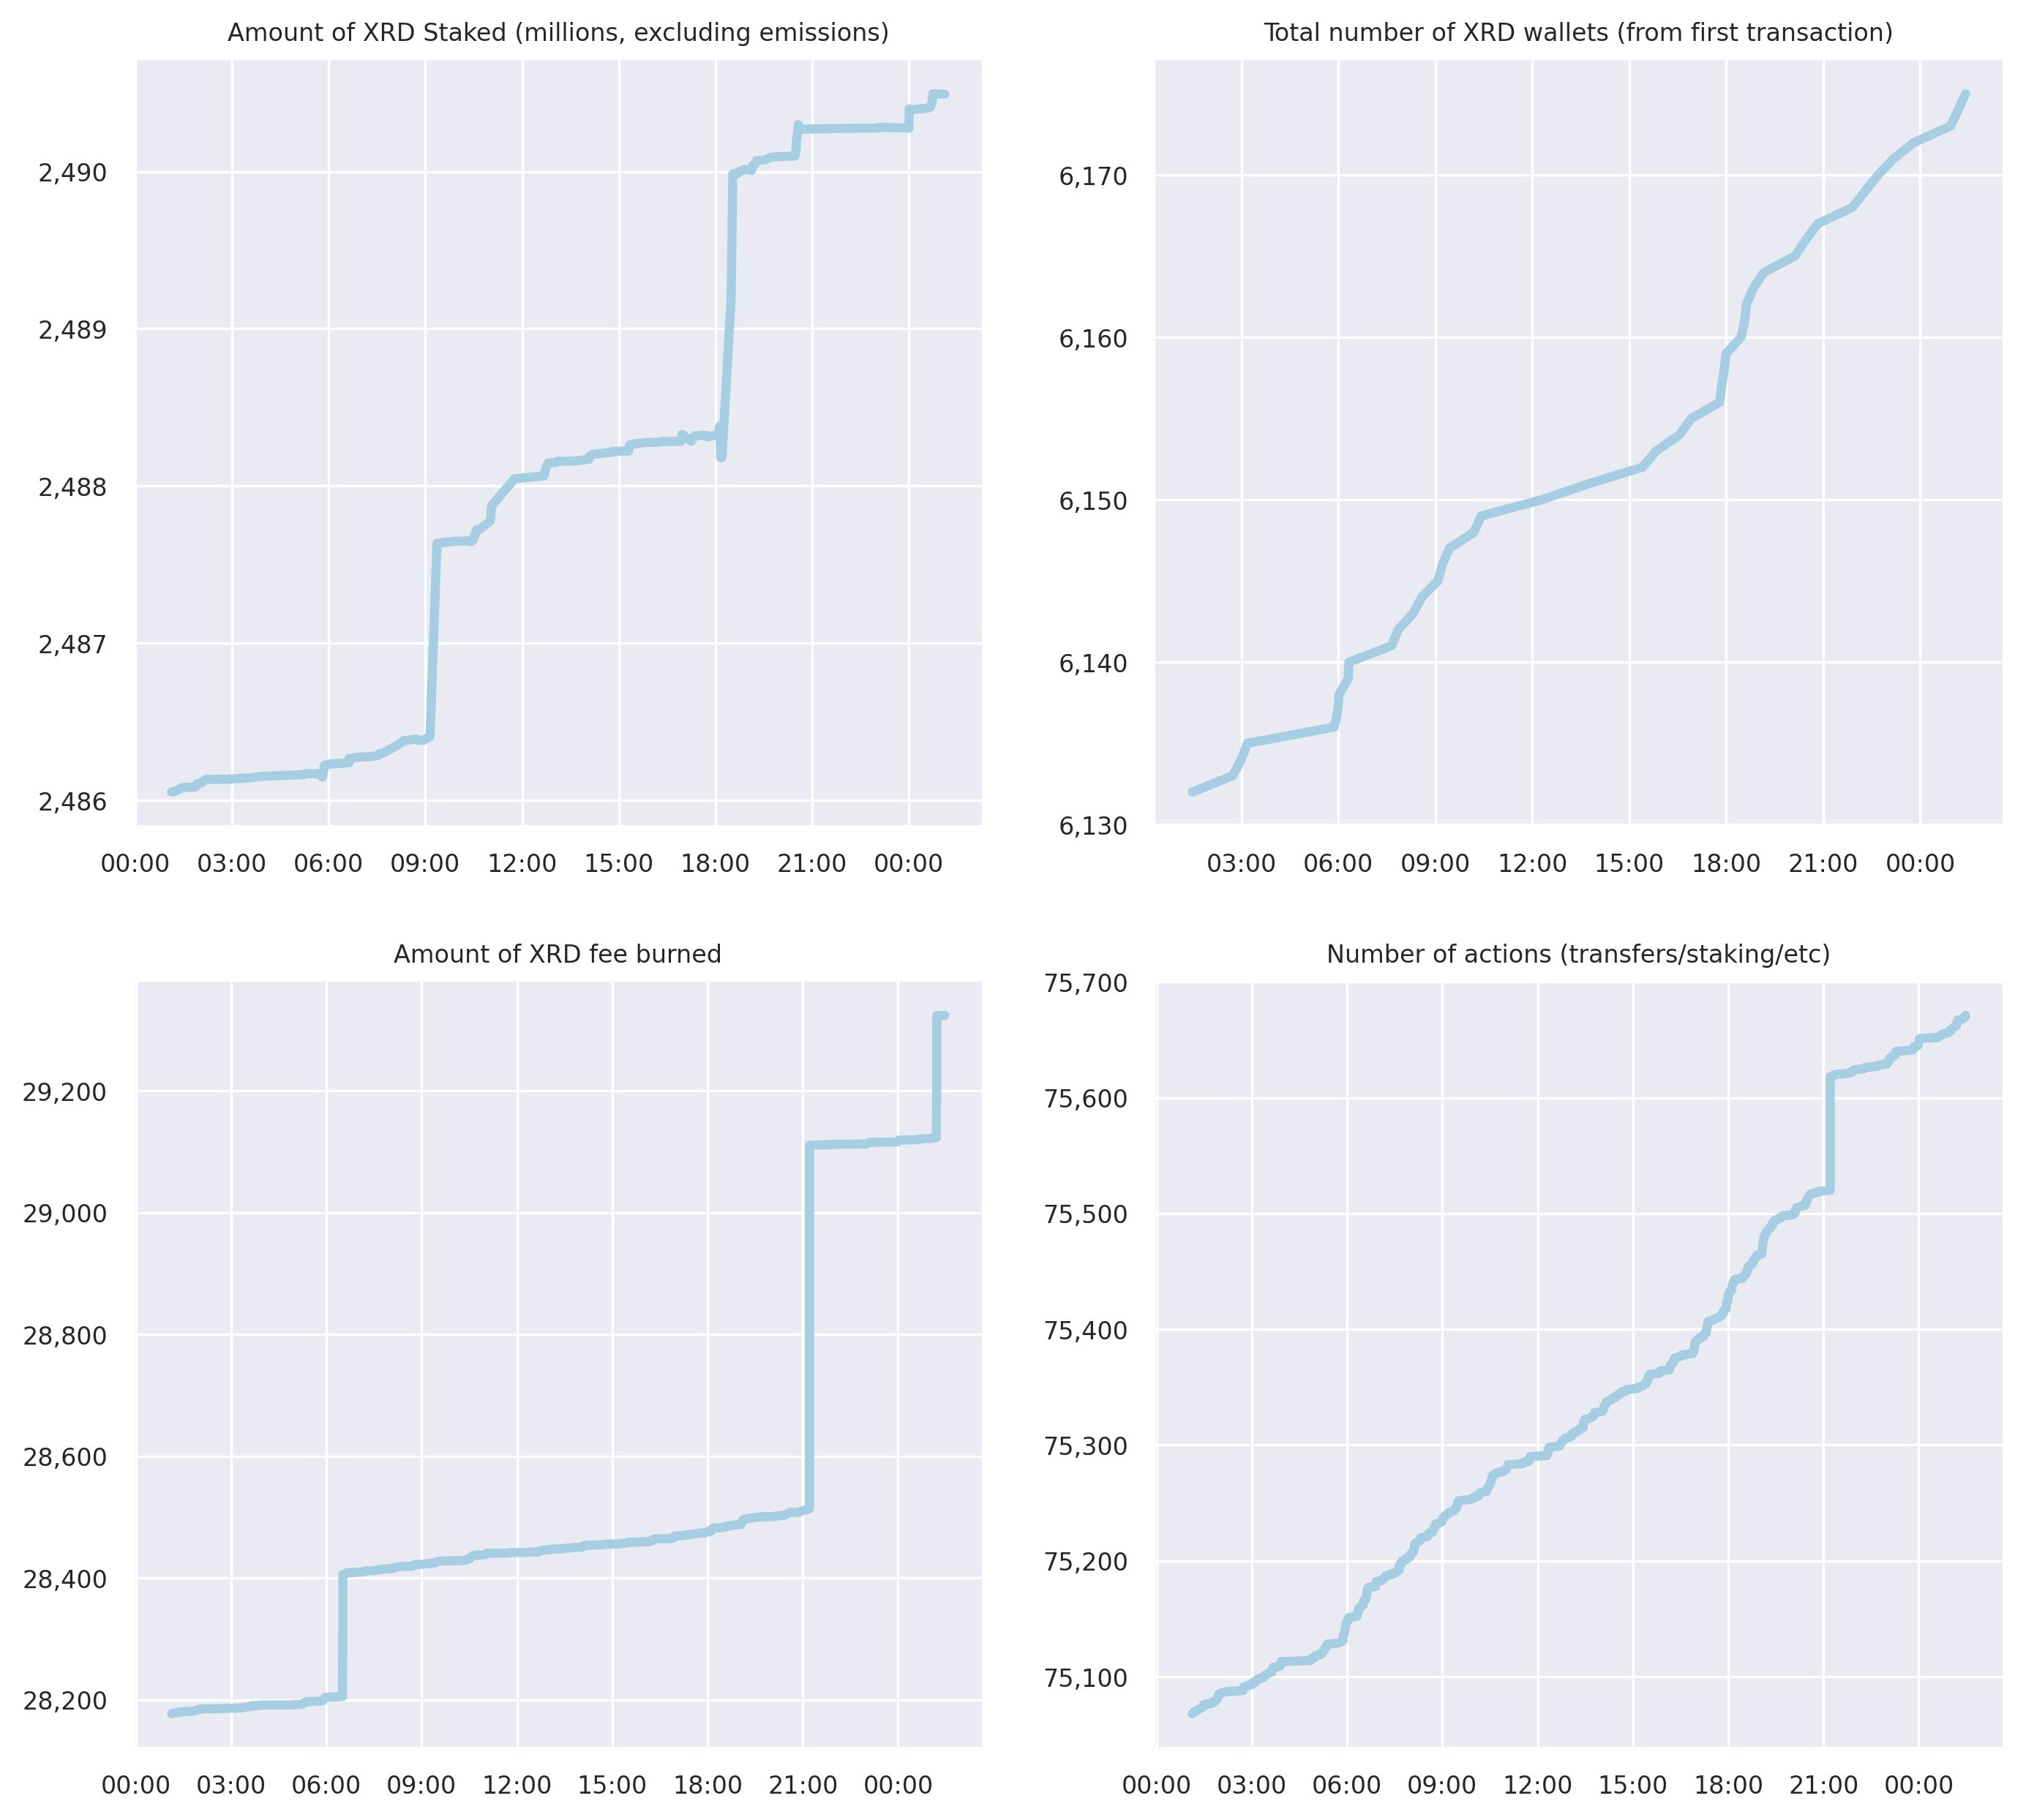 Amount of XRD Staked (millions, excluding emissions)
2,490
2,489
2,488
2,487
2,486
00:00 03:00 06:00 09:00 12:00 15:00 18:00 21:00 00:00
Total number of XRD wallets (from first transaction)
6,170
6,160
6,150
6,140
6,130
03:00 06:00 09:00 12:00 15:00 18:00 21:00 00:00
Amount of XRD fee burned
29,200
29,000
28,800
28,600
28,400
28,200
00:00 03:00 06:00 09:00 12:00 15:00 18:00 21:00 00:00
Number of actions (transfers/staking/etc)
75,700
75,600
75,500
75,400
75,300
75,200
75,100
00:00 03:00 06:00 09:00 12:00 15:00 18:00 21:00 00:00